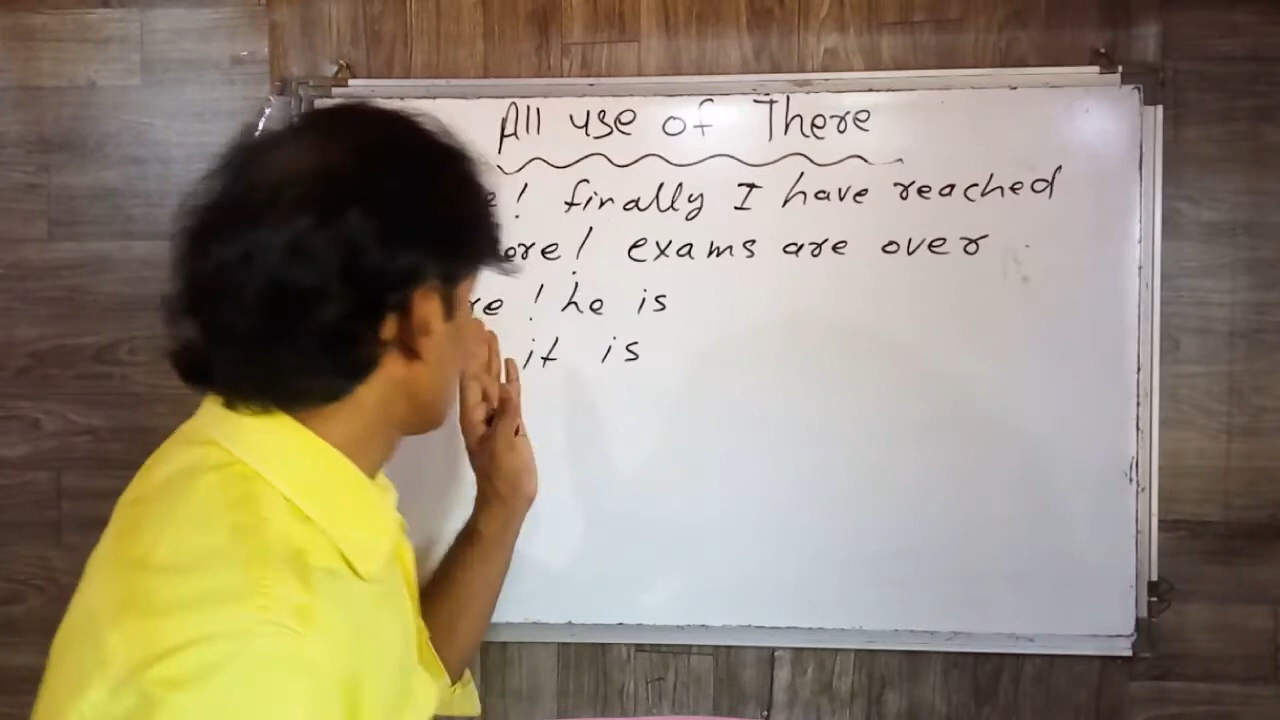 All use of There
e! finally I have reached
ere! exams are over
re! he is
it is